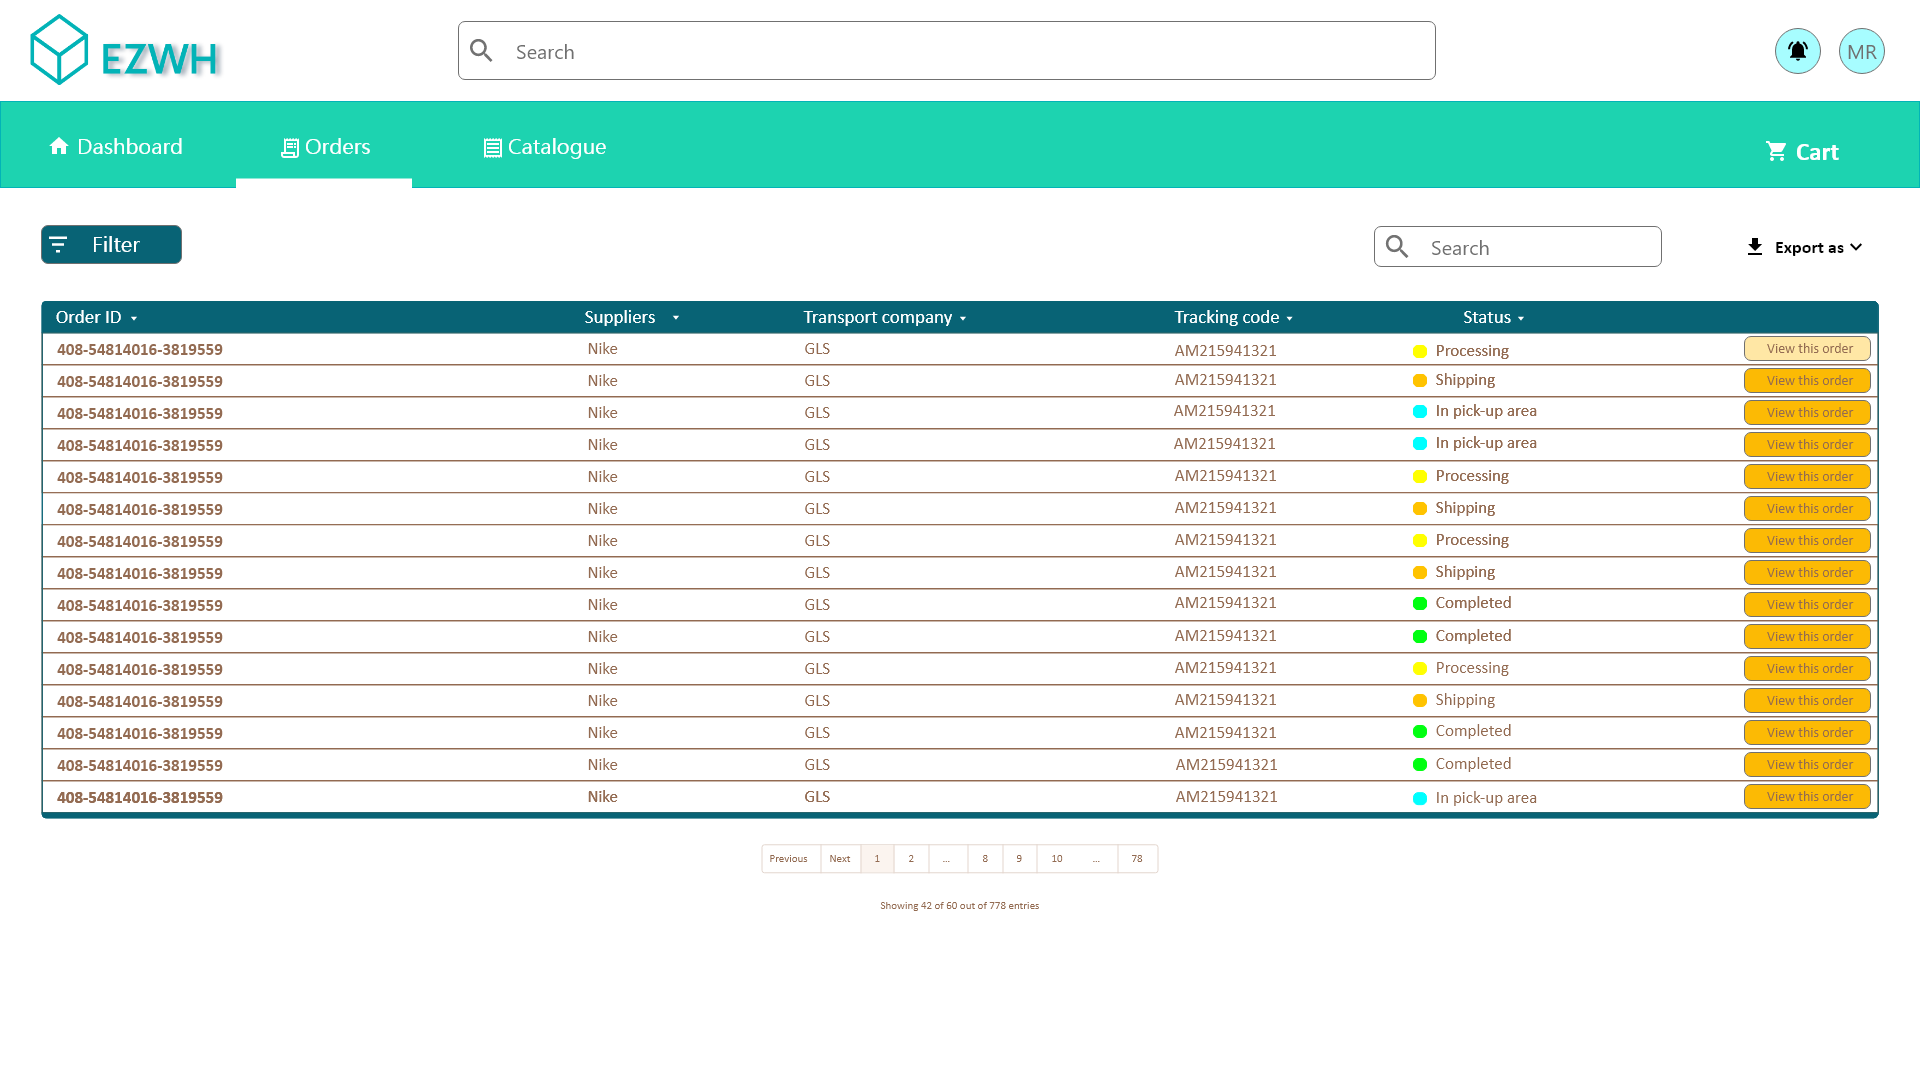 EZWH
Search
MR
Dashboard Orders Catalogue Cart
Filter
Search
Export as
Order ID Suppliers Transport company Tracking code Status
408-54814016-3819559 Nike GLS AM215941321 Processing View this order
408-54814016-3819559 Nike GLS AM215941321 Shipping View this order
408-54814016-3819559 Nike GLS AM215941321 In pick-up area View this order
408-54814016-3819559 Nike GLS AM215941321 In pick-up area View this order
408-54814016-3819559 Nike GLS AM215941321 Processing View this order
408-54814016-3819559 Nike GLS AM215941321 Shipping View this order
408-54814016-3819559 Nike GLS AM215941321 Processing View this order
408-54814016-3819559 Nike GLS AM215941321 Shipping View this order
408-54814016-3819559 Nike GLS AM215941321 Completed View this order
408-54814016-3819559 Nike GLS AM215941321 Completed View this order
408-54814016-3819559 Nike GLS AM215941321 Processing View this order
408-54814016-3819559 Nike GLS AM215941321 Shipping View this order
408-54814016-3819559 Nike GLS AM215941321 Completed View this order
408-54814016-3819559 Nike GLS AM215941321 Completed View this order
408-54814016-3819559 Nike GLS AM215941321 In pick-up area View this order
Previous Next 1 2 ... 8 9 10 ... 78
Showing 42 of 60 out of 778 entries